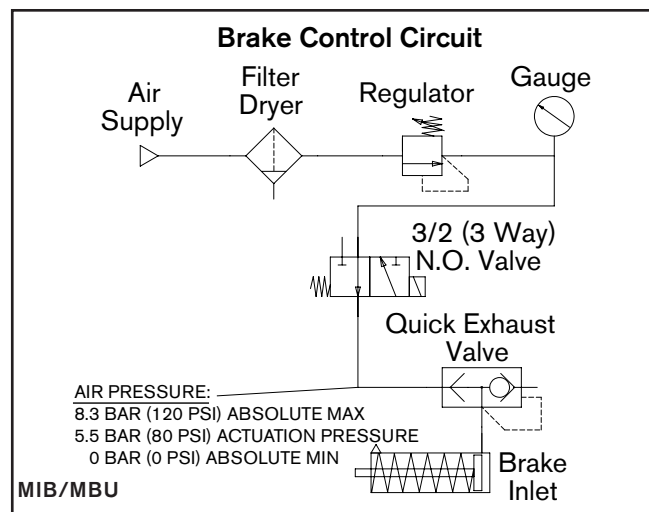 Brake Control Circuit
Air
Supply
Filter
Dryer
Regulator
Gauge
3/2 (3 Way)
N.O. Valve
Quick Exhaust
Valve
AIR PRESSURE:
8.3 BAR (120 PSI) ABSOLUTE MAX
5.5 BAR (80 PSI) ACTUATION PRESSURE
0 BAR (0 PSI) ABSOLUTE MIN
Brake
Inlet
MIB/MBU